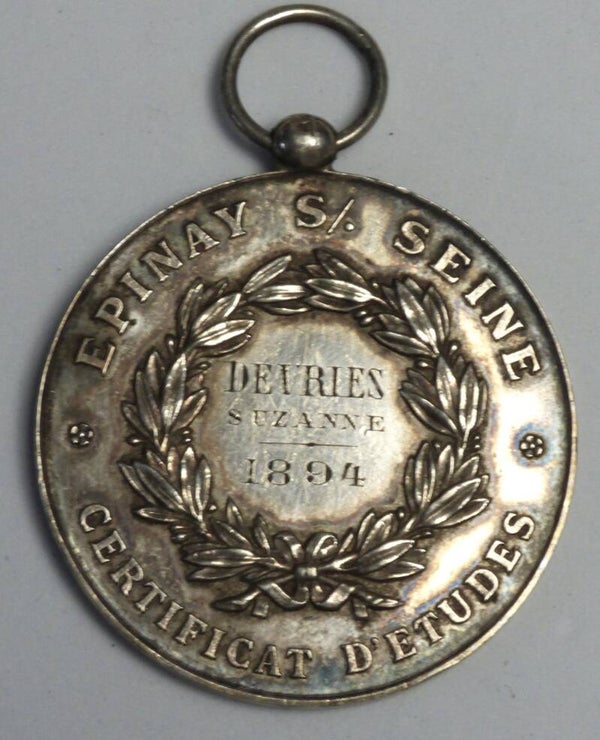 EPINAY S/. SEINE
DEVRIES
SUZANNE
1894
CERTIFICAT D'ETUDES